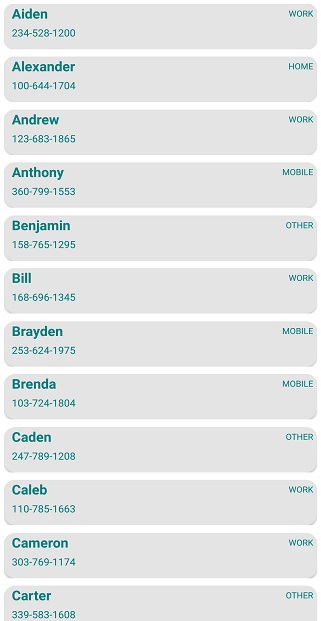 Aiden WORK
234-528-1200
Alexander HOME
100-644-1704
Andrew WORK
123-683-1865
Anthony MOBILE
360-799-1553
Benjamin OTHER
158-765-1295
Bill WORK
168-696-1345
Brayden MOBILE
253-624-1975
Brenda MOBILE
103-724-1804
Caden OTHER
247-789-1208
Caleb WORK
110-785-1663
Cameron WORK
303-769-1174
Carter OTHER
339-583-1608